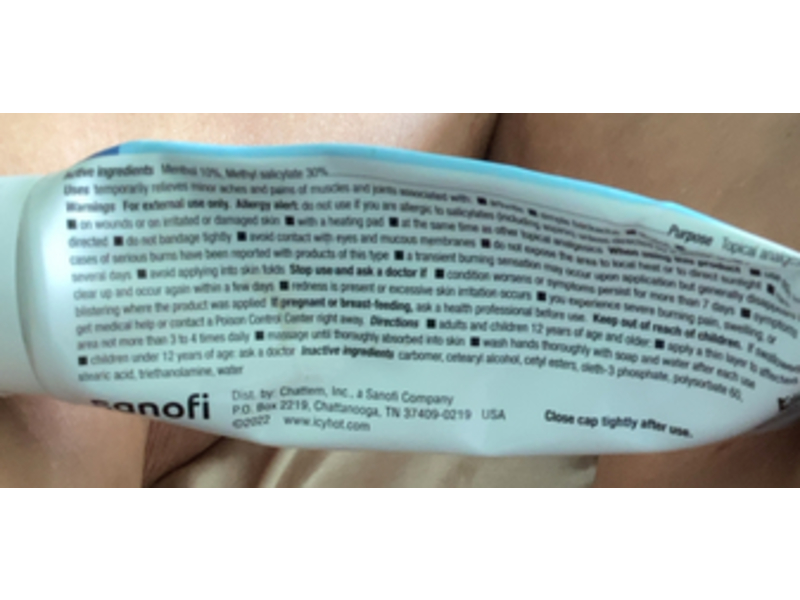 Active ingredients Menthol 10%, Methyl salicylate 30%
Purpose Topical
Uses temporarily relieves minor aches and pains of muscles and joints associated with: ■ arthritis ■ simple backache
Warnings For external use only. Allergy alert: do not use if you are allergic to salicylates (including aspirin)
■ on wounds or on irritated or damaged skin ■ with a heating pad ■ at the same time as other topical analgesics When using this product
directed ■ do not bandage tightly ■ avoid contact with eyes and mucous membranes ■ do not expose the area to local heat or to direct sunlight
cases of serious burns have been reported with products of this type ■ a transient burning sensation may occur upon application but generally disappears
several days ■ avoid applying into skin folds Stop use and ask a doctor if ■ condition worsens or symptoms persist for more than 7 days ■ symptoms
clear up and occur again within a few days ■ redness is present or excessive skin irritation occurs ■ you experience severe burning pain, swelling, or
blistering where the product was applied If pregnant or breast-feeding, ask a health professional before use. Keep out of reach of children. If swallowed
get medical help or contact a Poison Control Center right away. Directions ■ adults and children 12 years of age and older: ■ apply a thin layer to affected
area not more than 3 to 4 times daily ■ massage until thoroughly absorbed into skin ■ wash hands thoroughly with soap and water after each use
■ children under 12 years of age: ask a doctor Inactive ingredients carbomer, cetearyl alcohol, cetyl esters, oleth-3 phosphate, polysorbate 60,
stearic acid, triethanolamine, water
sanofi
Dist. by: Chattem, Inc., a Sanofi Company
P.O. Box 2219, Chattanooga, TN 37409-0219 USA
©2022 www.icyhot.com
Close cap tightly after use.